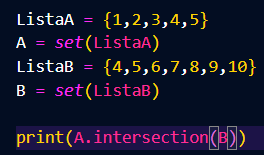 ListaA = {1,2,3,4,5}
A = set(ListaA)
ListaB = {4,5,6,7,8,9,10}
B = set(ListaB)
print(A.intersection(B))